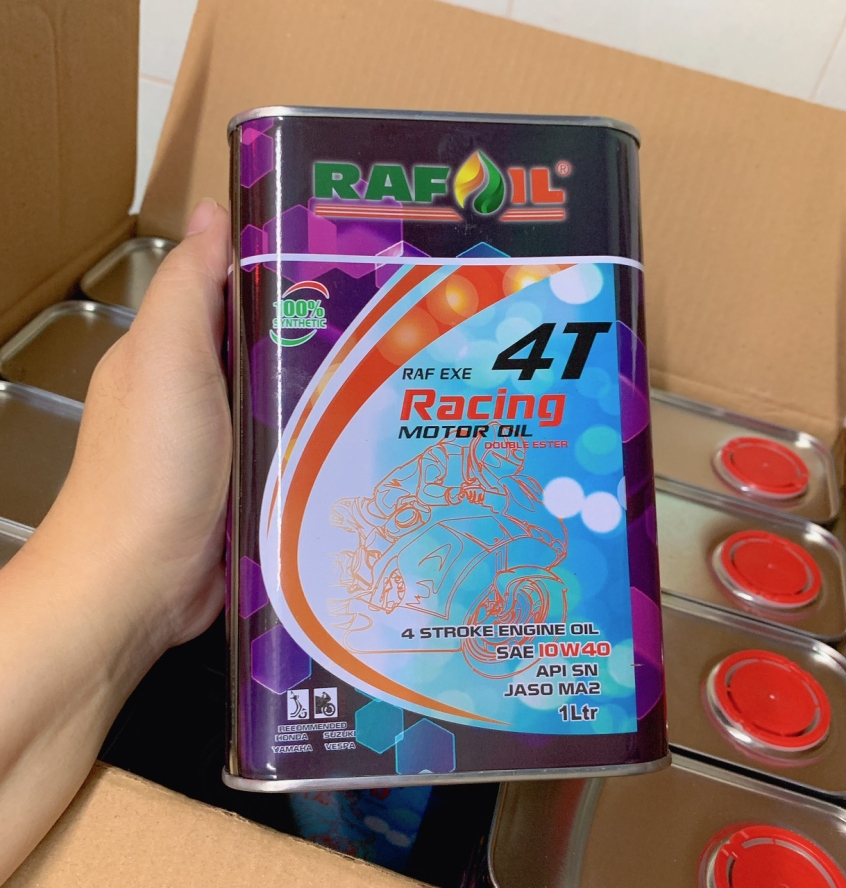 RAFOIL®
100%
SYNTHETIC
RAF EXE 4T
Racing
MOTOR OIL
DOUBLE ESTER
4 STROKE ENGINE OIL
SAE 10W40
API SN
JASO MA2
1Ltr
RECOMMENDED
HONDA SUZUKI
YAMAHA VESPA